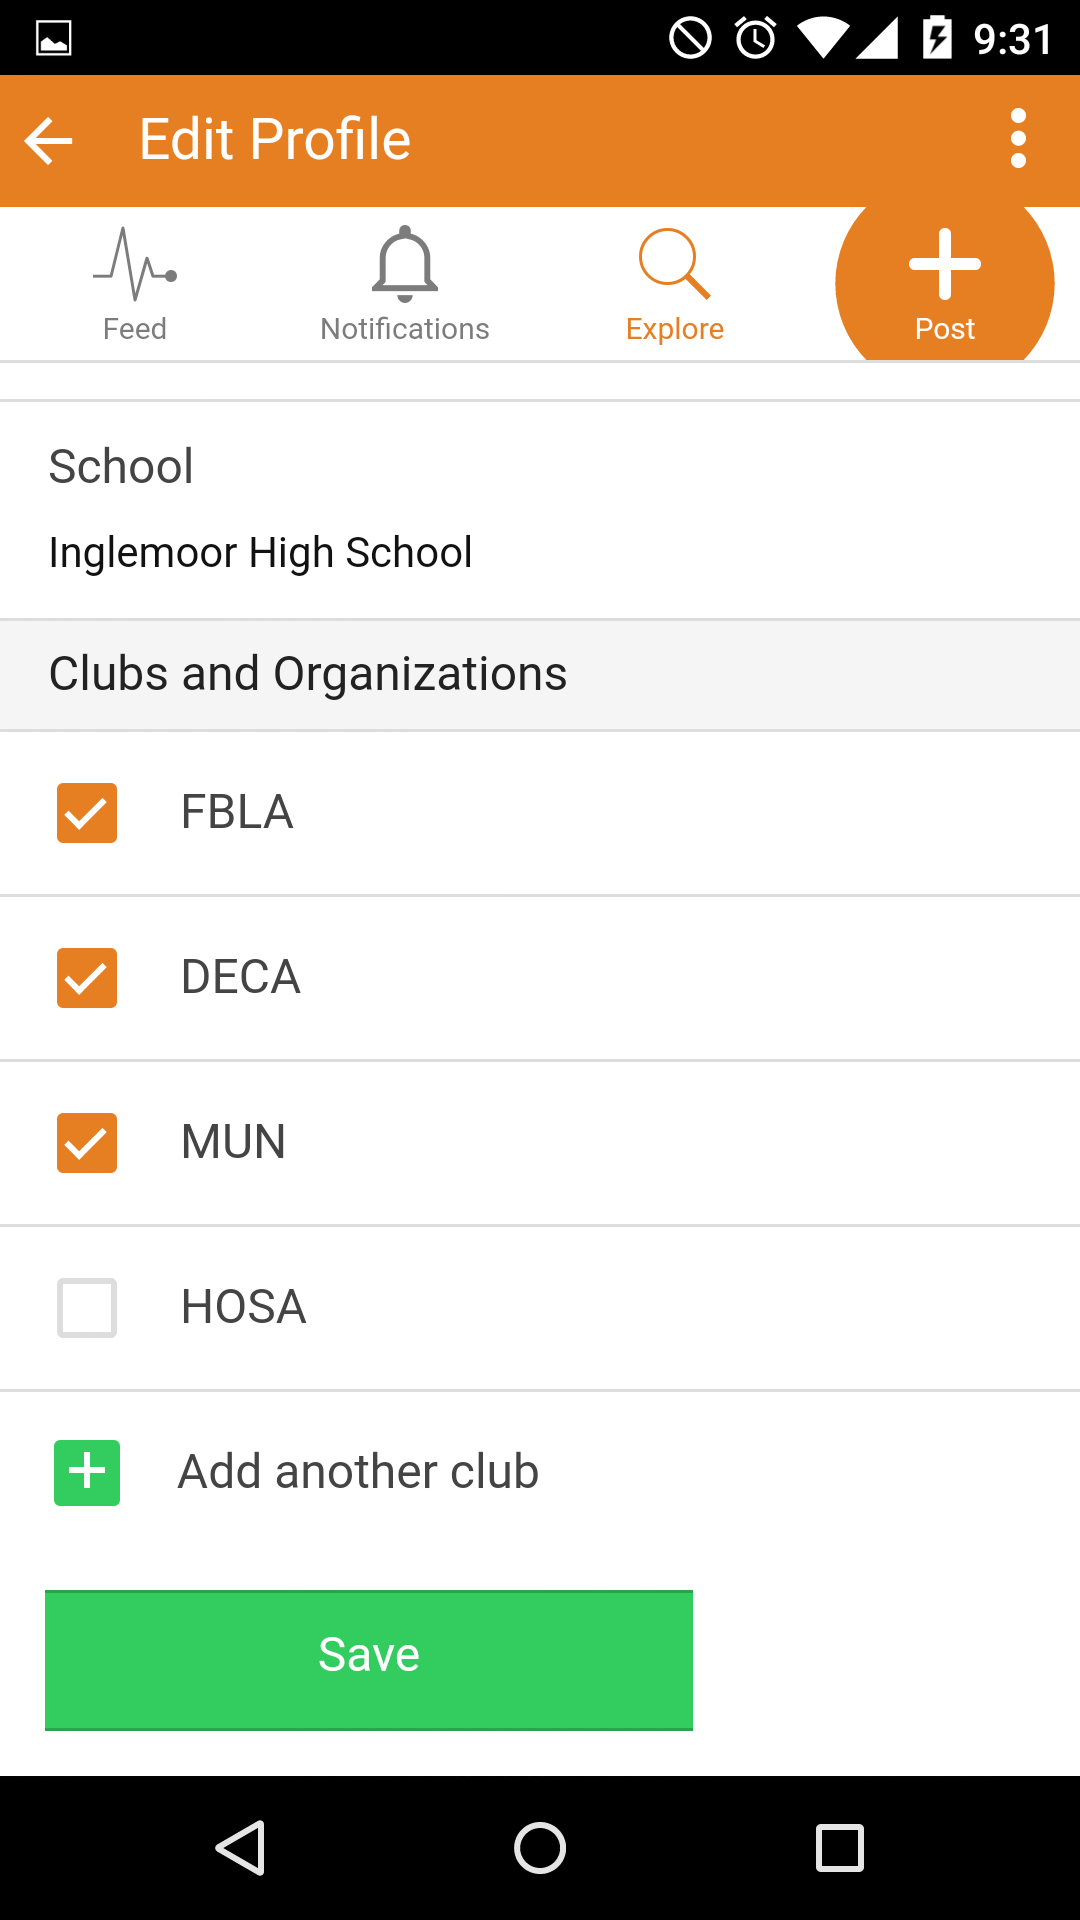 9:31
Edit Profile
Feed
Notifications
Explore
Post
School
Inglemoor High School
Clubs and Organizations
FBLA
DECA
MUN
HOSA
Add another club
Save